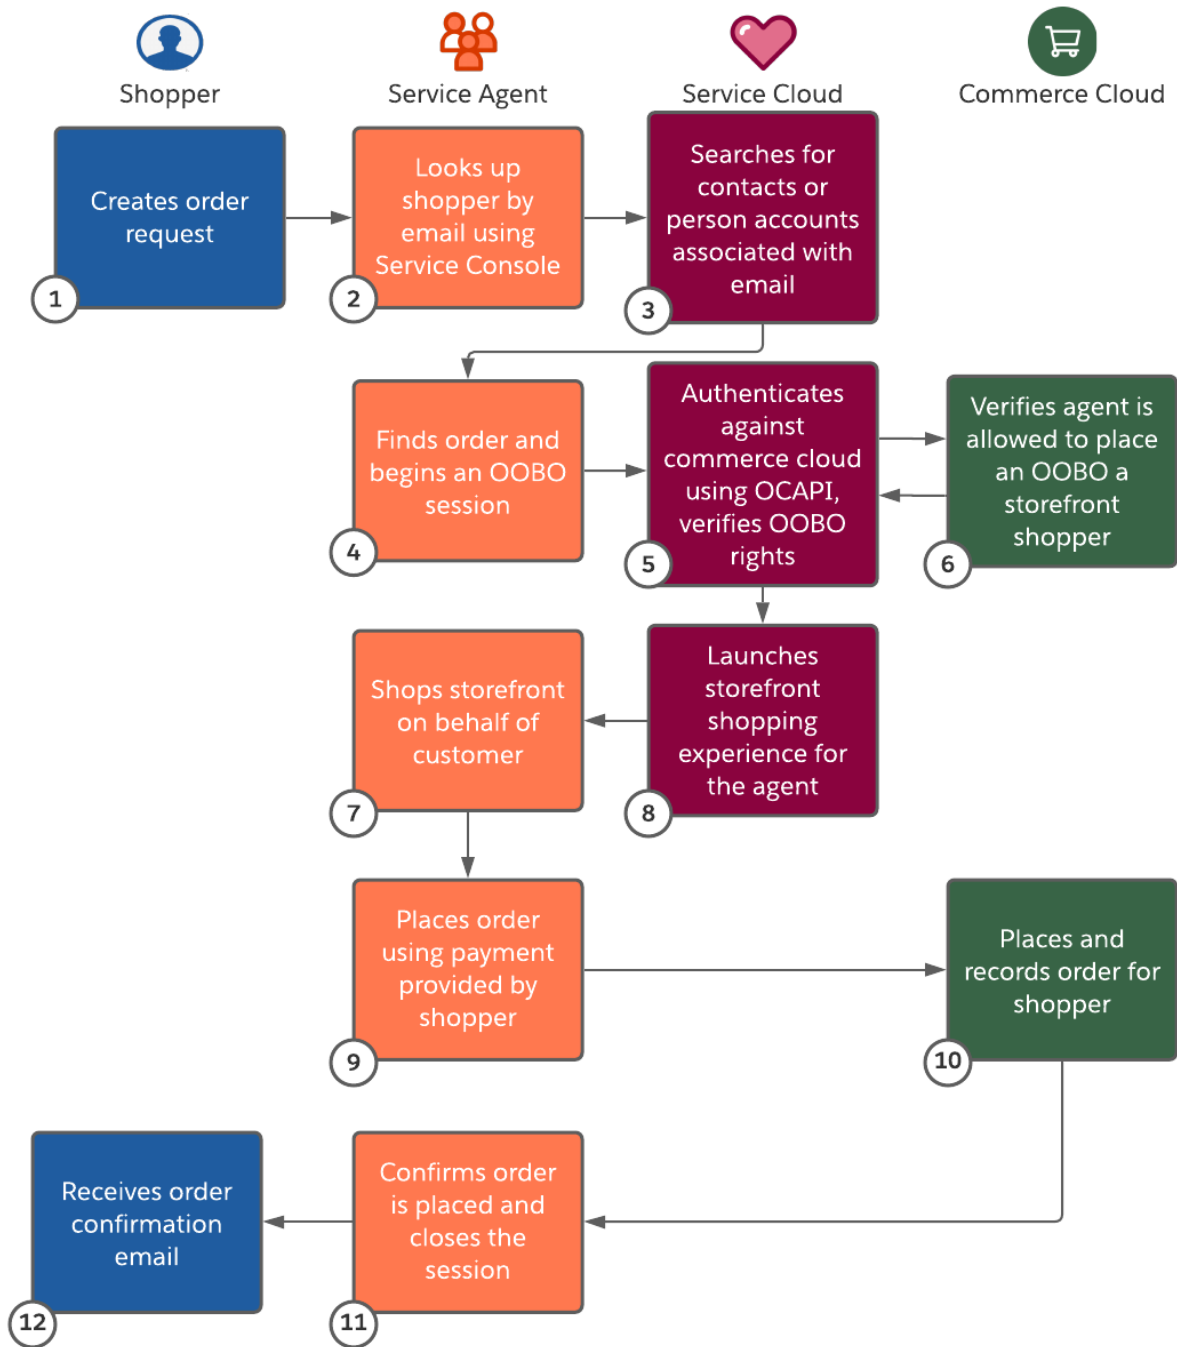 Shopper
Service Agent
Service Cloud
Commerce Cloud
Creates order
request
1
Looks up
shopper by
email using
Service Console
2
Searches for
contacts or
person accounts
associated with
email
3
Finds order and
begins an OOBO
session
4
Authenticates
against
commerce cloud
using OCAPI,
verifies OOBO
rights
5
Verifies agent is
allowed to place
an OOBO a
storefront
shopper
6
Shops storefront
on behalf of
customer
7
Launches
storefront
shopping
experience for
the agent
8
Places order
using payment
provided by
shopper
9
Places and
records order for
shopper
10
Confirms order
is placed and
closes the
session
11
Receives order
confirmation
email
12